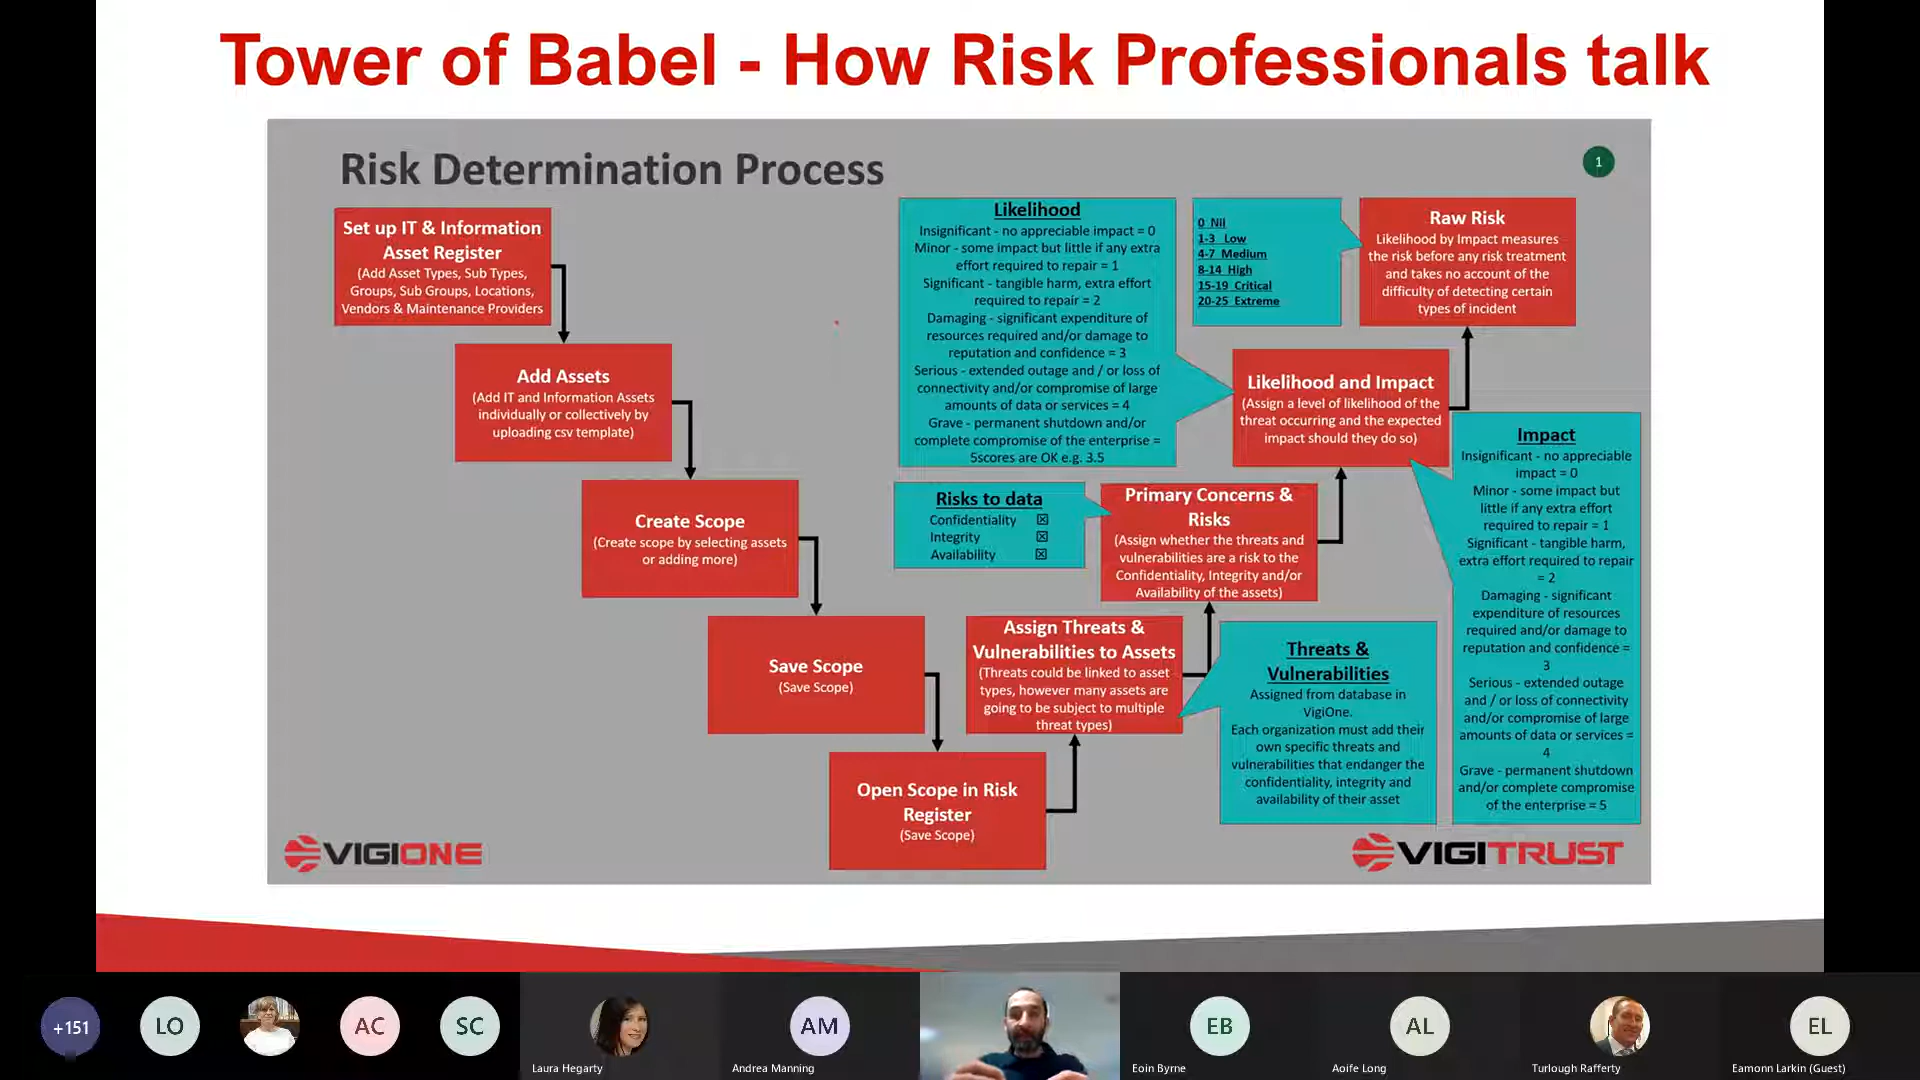 Tower of Babel - How Risk Professionals talk
Risk Determination Process
1
Set up IT & Information
Asset Register
(Add Asset Types, Sub Types,
Groups, Sub Groups, Locations,
Vendors & Maintenance Providers
Add Assets
(Add IT and Information Assets
individually or collectively by
uploading csv template)
Create Scope
(Create scope by selecting assets
or adding more)
Save Scope
(Save Scope)
Open Scope in Risk
Register
(Save Scope)
Assign Threats &
Vulnerabilities to Assets
(Threats could be linked to asset
types, however many assets are
going to be subject to multiple
threat types)
Threats &
Vulnerabilities
Assigned from database in
VigiOne.
Each organization must add their
own specific threats and
vulnerabilities that endanger the
confidentiality, integrity and
availability of their asset
Primary Concerns &
Risks
(Assign whether the threats and
vulnerabilities are a risk to the
Confidentiality, Integrity and/or
Availability of the assets)
Risks to data
Confidentiality ☒
Integrity ☒
Availability ☒
Likelihood and Impact
(Assign a level of likelihood of the
threat occurring and the expected
impact should they do so)
Likelihood
Insignificant - no appreciable impact = 0
Minor - some impact but little if any extra
effort required to repair = 1
Significant - tangible harm, extra effort
required to repair = 2
Damaging - significant expenditure of
resources required and/or damage to
reputation and confidence = 3
Serious - extended outage and / or loss of
connectivity and/or compromise of large
amounts of data or services = 4
Grave - permanent shutdown and/or
complete compromise of the enterprise =
5scores are OK e.g. 3.5
Impact
Insignificant - no appreciable
impact = 0
Minor - some impact but
little if any extra effort
required to repair = 1
Significant - tangible harm,
extra effort required to repair
= 2
Damaging - significant
expenditure of resources
required and/or damage to
reputation and confidence =
3
Serious - extended outage
and / or loss of connectivity
and/or compromise of large
amounts of data or services =
4
Grave - permanent shutdown
and/or complete compromise
of the enterprise = 5
Raw Risk
Likelihood by Impact measures
the risk before any risk treatment
and takes no account of the
difficulty of detecting certain
types of incident
0 Nil
1-3 Low
4-7 Medium
8-14 High
15-19 Critical
20-25 Extreme
VIGIONE
VIGITRUST
+151
LO
AC
SC
Laura Hegarty
AM
Andrea Manning
EB
Eoin Byrne
AL
Aoife Long
Turlough Rafferty
EL
Eamonn Larkin (Guest)